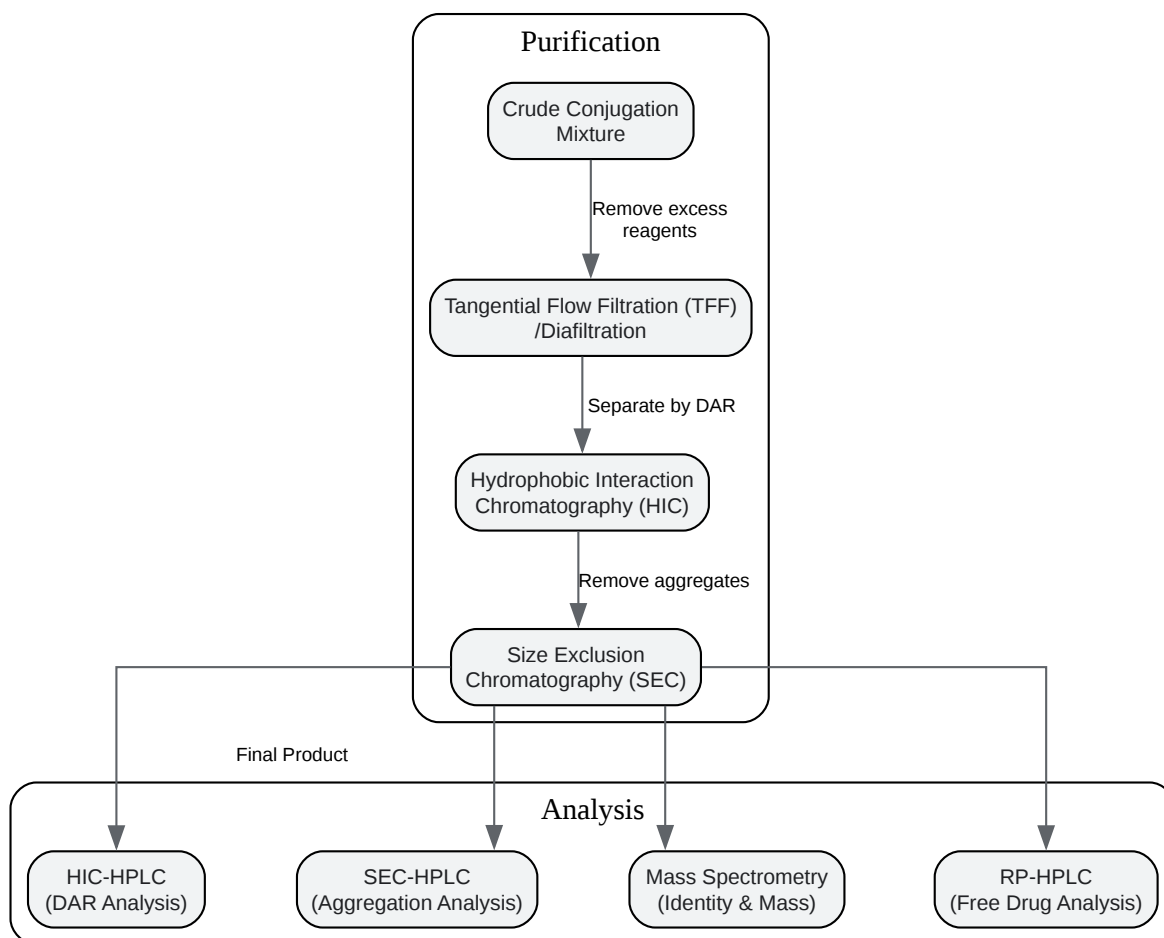 Purification
Crude Conjugation
Mixture
Remove excess
reagents
Tangential Flow Filtration (TFF)
/Diafiltration
Separate by DAR
Hydrophobic Interaction
Chromatography (HIC)
Remove aggregates
Size Exclusion
Chromatography (SEC)
Final Product
Analysis
HIC-HPLC
(DAR Analysis)
SEC-HPLC
(Aggregation Analysis)
Mass Spectrometry
(Identity & Mass)
RP-HPLC
(Free Drug Analysis)